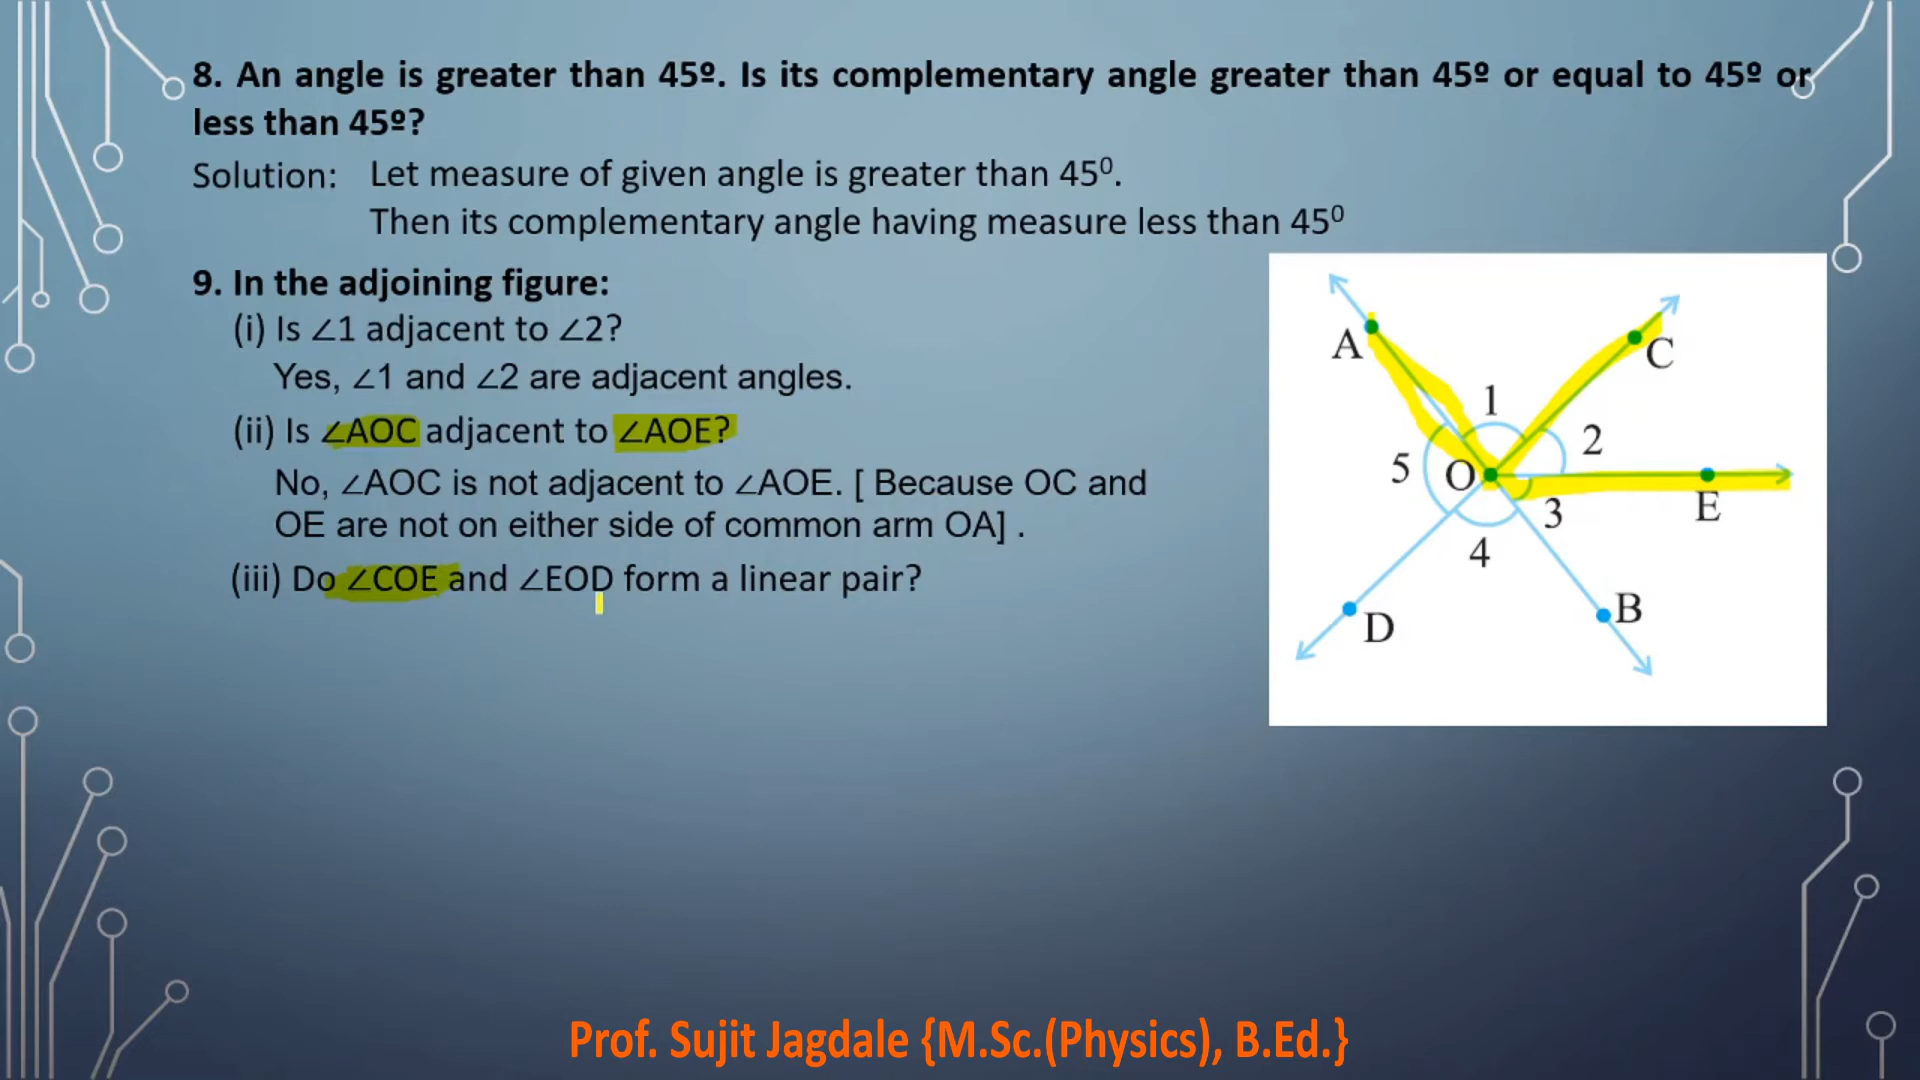 8. An angle is greater than 45º. Is its complementary angle greater than 45º or equal to 45º or
less than 45º?
Solution: Let measure of given angle is greater than 45⁰.
Then its complementary angle having measure less than 45⁰
9. In the adjoining figure:
(i) Is ∠1 adjacent to ∠2?
Yes, ∠1 and ∠2 are adjacent angles.
(ii) Is ∠AOC adjacent to ∠AOE?
No, ∠AOC is not adjacent to ∠AOE. [ Because OC and
OE are not on either side of common arm OA] .
(iii) Do ∠COE and ∠EOD form a linear pair?
A
C
1
2
5
O
3
E
4
B
D
Prof. Sujit Jagdale {M.Sc.(Physics), B.Ed.}